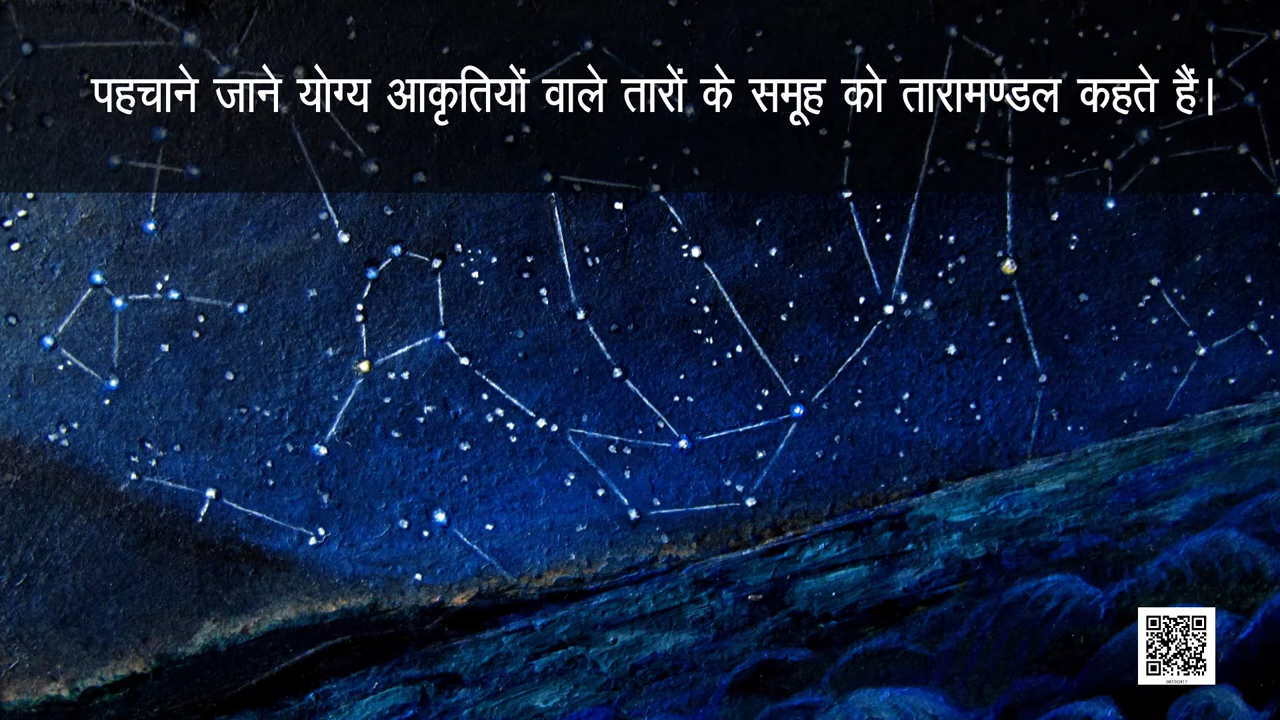 पहचाने जाने योग्य आकृतियों वाले तारों के समूह को तारामण्डल कहते हैं।